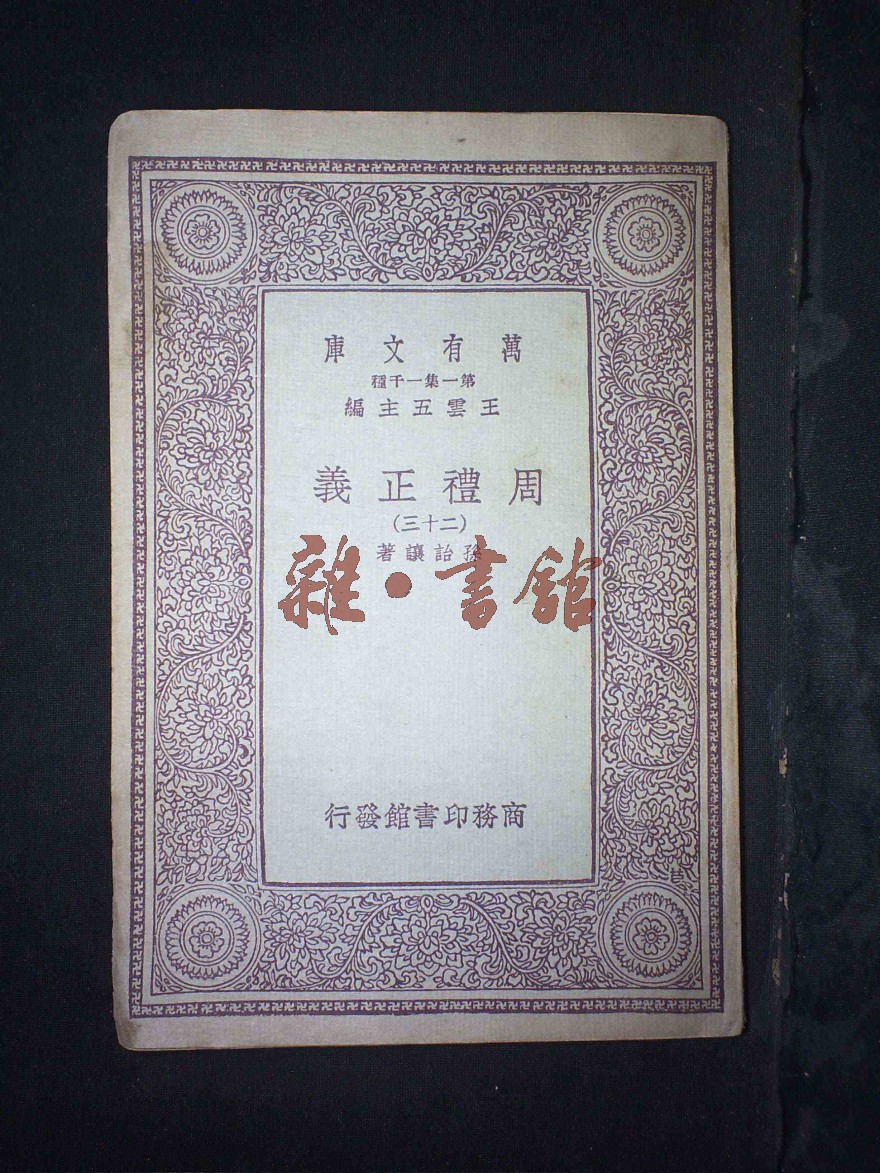 萬有文庫
第一集一千種
王雲五主編
周禮正義
(二十三)
孫詒讓著
雜·書館
商務印書館發行